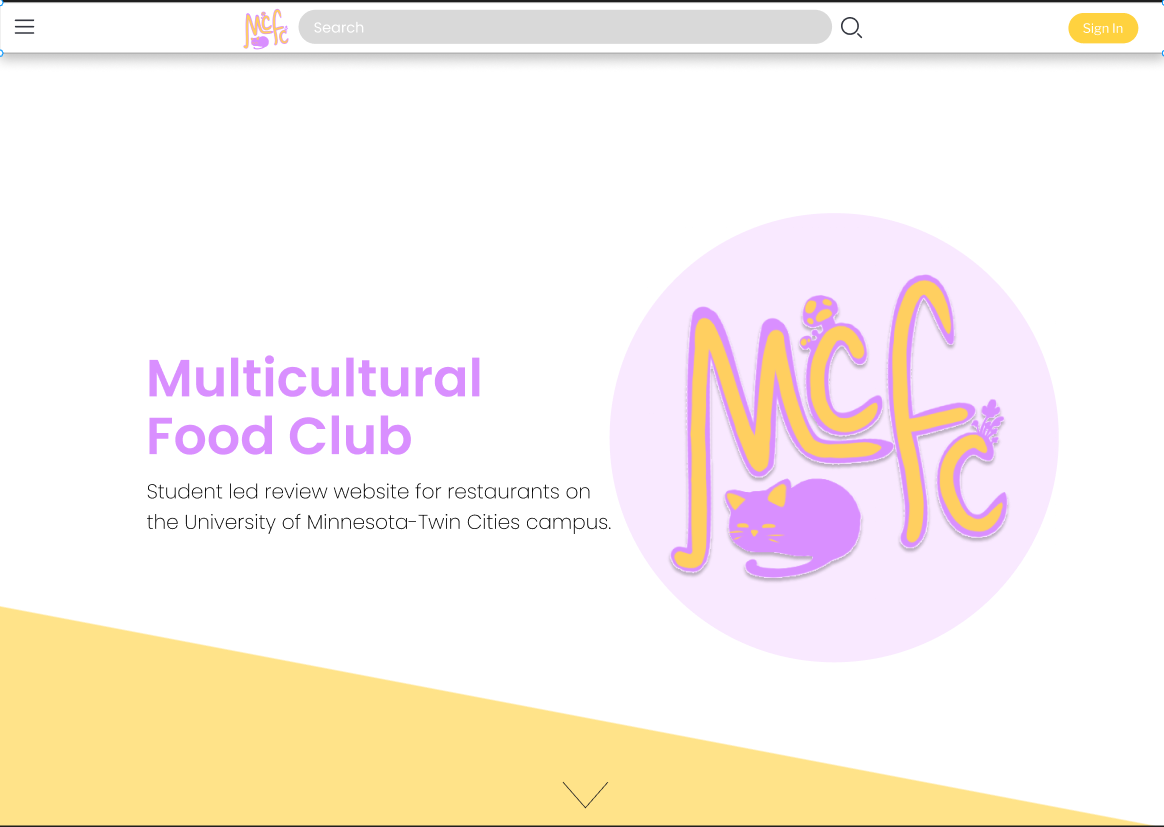 Mcfc
Search
Sign In
Mcfc
Multicultural
Food Club
Student led review website for restaurants on
the University of Minnesota-Twin Cities campus.